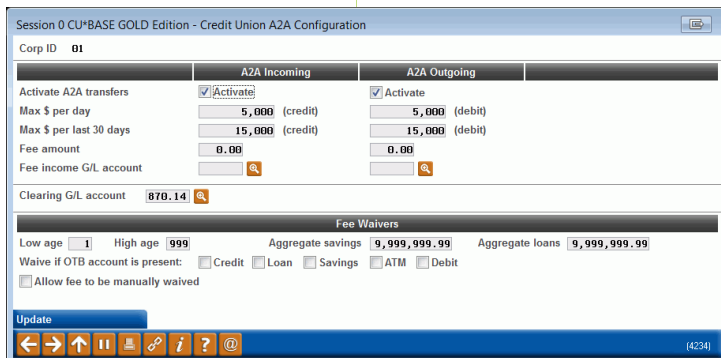 Session 0 CU*BASE GOLD Edition - Credit Union A2A Configuration
Corp ID 01
A2A Incoming A2A Outgoing
Activate A2A transfers Activate Activate
Max $ per day 5,000 (credit) 5,000 (debit)
Max $ per last 30 days 15,000 (credit) 15,000 (debit)
Fee amount 0.00 0.00
Fee income G/L account
Clearing G/L account 870.14
Fee Waivers
Low age 1 High age 999 Aggregate savings 9,999,999.99 Aggregate loans 9,999,999.99
Waive if OTB account is present: Credit Loan Savings ATM Debit
Allow fee to be manually waived
Update
i ? @ (4234)